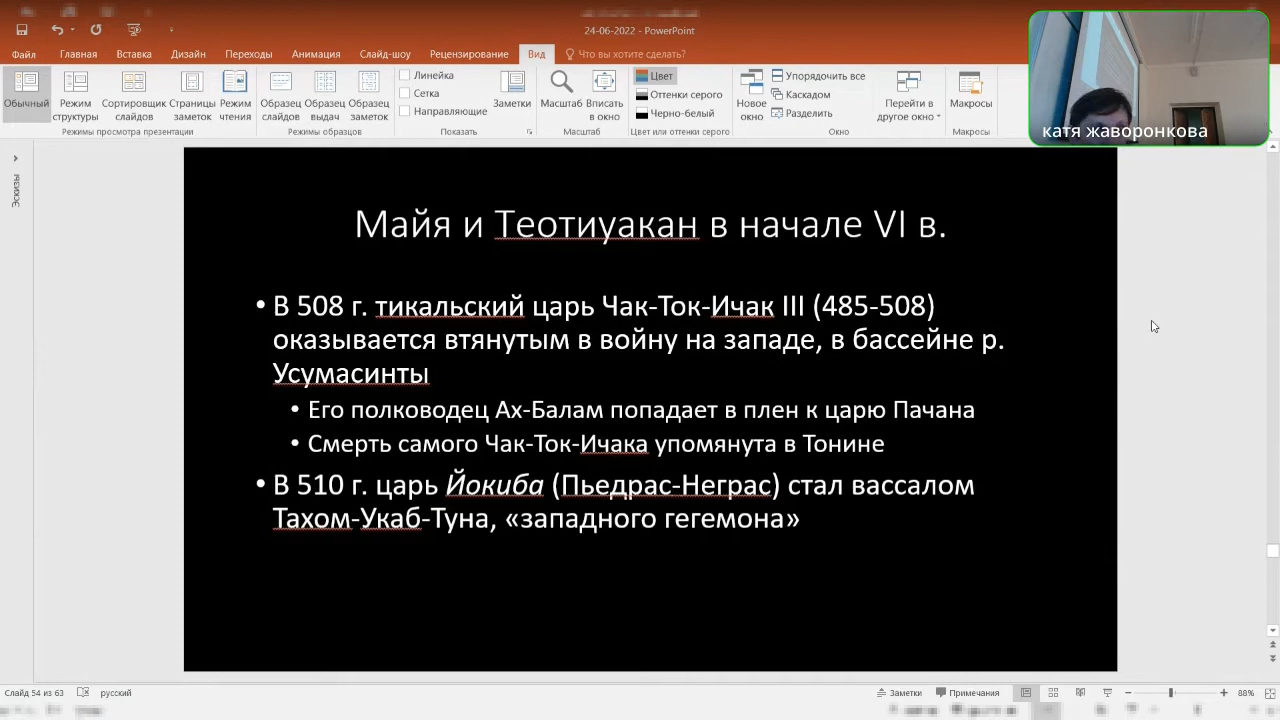 24-06-2022 - PowerPoint
Файл Главная Вставка Дизайн Переходы Анимация Слайд-шоу Рецензирование Вид Что вы хотите сделать?
Обычный
Режим структуры
Сортировщик слайдов
Страницы заметок
Режим чтения
Режимы просмотра презентации
Образец слайдов
Образец выдач
Образец заметок
Режимы образцов
Линейка
Сетка
Направляющие
Показать
Заметки
Масштаб
Вписать в окно
Масштаб
Цвет
Оттенки серого
Черно-белый
Цвет или оттенки серого
Новое окно
Упорядочить все
Каскадом
Разделить
Окно
Перейти в другое окно
Макросы
Макросы
катя жаворонкова
Эскизы
Майя и Теотиуакан в начале VI в.
• В 508 г. тикальский царь Чак-Ток-Ичак III (485-508)
оказывается втянутым в войну на западе, в бассейне р.
Усумасинты
• Его полководец Ах-Балам попадает в плен к царю Пачана
• Смерть самого Чак-Ток-Ичака упомянута в Тонине
• В 510 г. царь Йокиба (Пьедрас-Неграс) стал вассалом
Тахом-Укаб-Туна, «западного гегемона»
Слайд 54 из 63 русский Заметки Примечания 88%